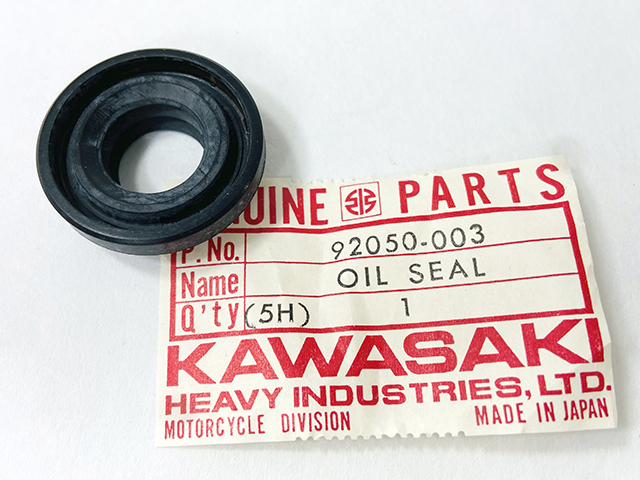 UINE PARTS
P. No. 92050-003
Name OIL SEAL
Q'ty (5H) 1
KAWASAKI
HEAVY INDUSTRIES, LTD.
MOTORCYCLE DIVISION MADE IN JAPAN